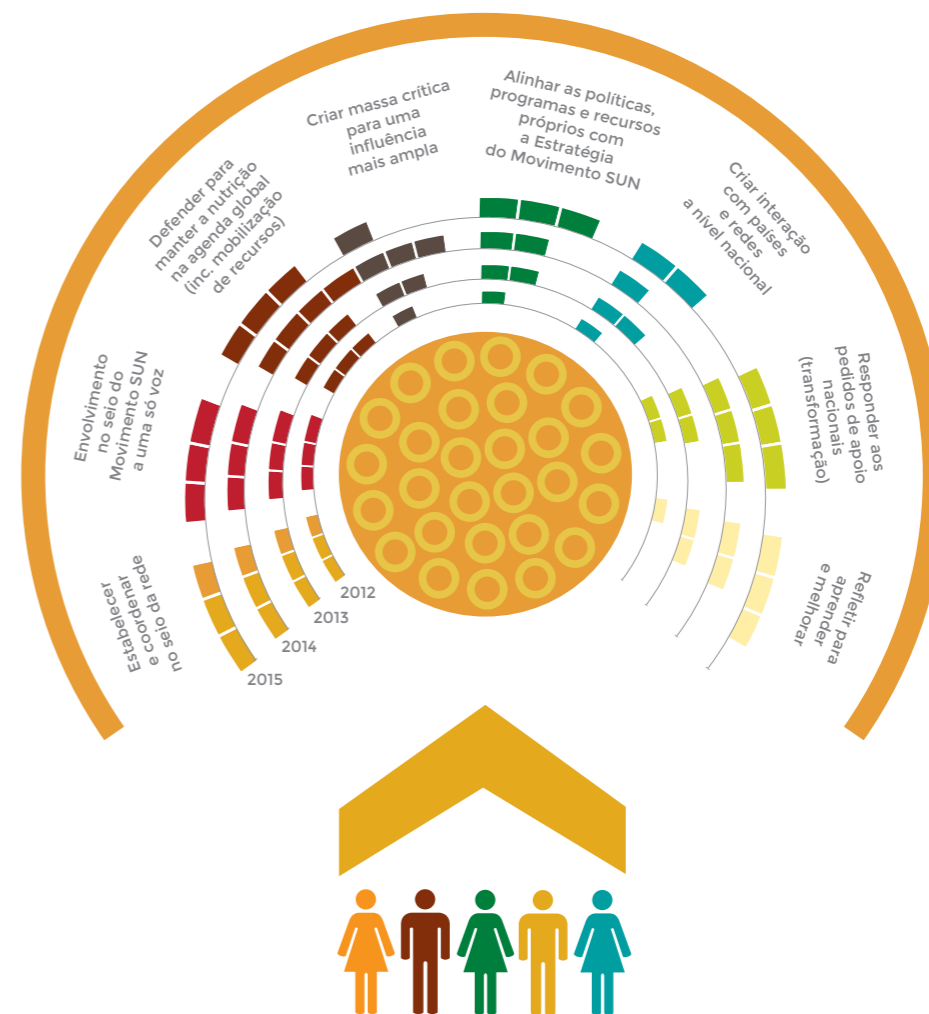 Estabelecer
e coordenar
no seio da rede
Envolvimento
no seio do
Movimento SUN
a uma só voz
Defender para
manter a nutrição
na agenda global
(inc. mobilização
de recursos)
Criar massa crítica
para uma
influência
mais ampla
Alinhar as políticas,
programas e recursos
próprios com
a Estratégia
do Movimento SUN
Criar interação
com países
e redes
a nível nacional
Responder aos
pedidos de apoio
nacionais
(transformação)
Refletir para
aprender
e melhorar
2012
2013
2014
2015